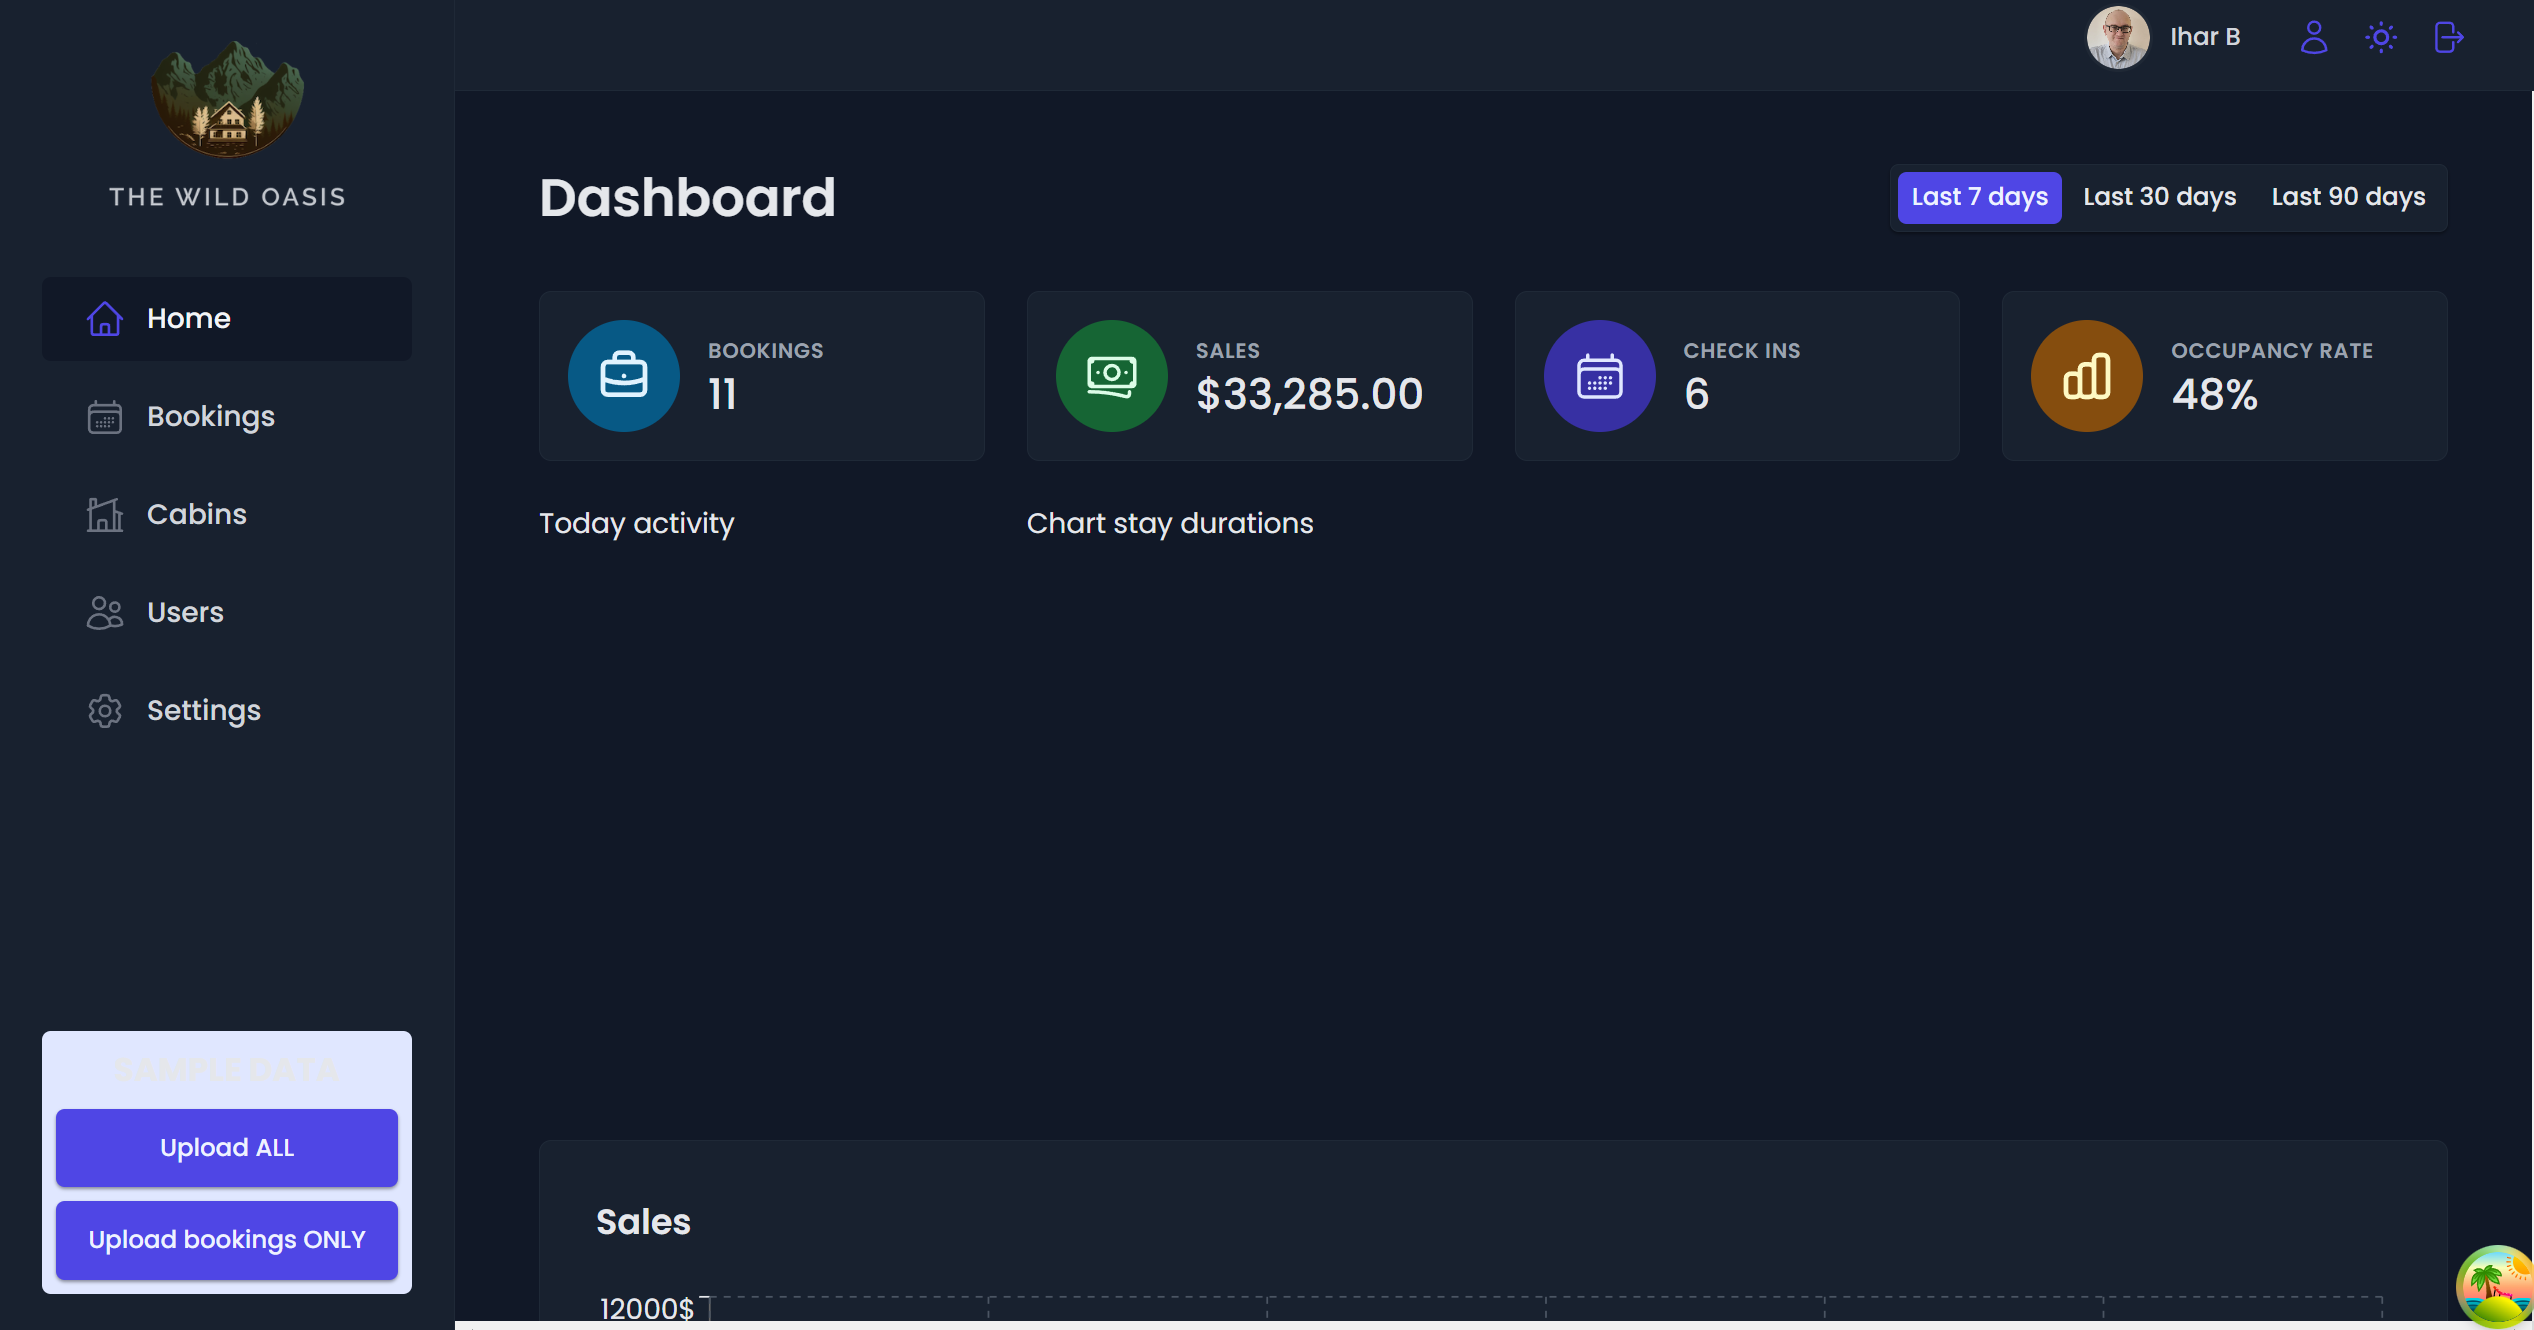 THE WILD OASIS
Home
Bookings
Cabins
Users
Settings
SAMPLE DATA
Upload ALL
Upload bookings ONLY
Ihar B
Dashboard
Last 7 days Last 30 days Last 90 days
BOOKINGS
11
SALES
$33,285.00
CHECK INS
6
OCCUPANCY RATE
48%
Today activity
Chart stay durations
Sales
12000$